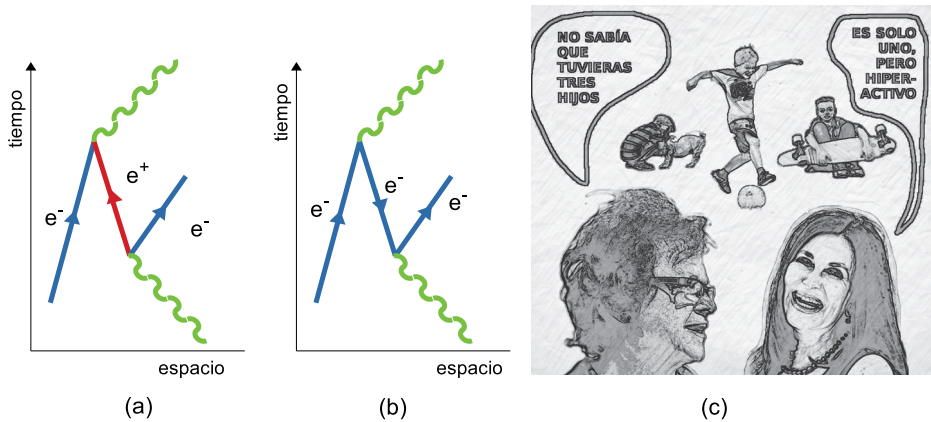 tiempo
e-
e+
e-
espacio
(a)
tiempo
e-
e-
e-
espacio
(b)
NO SABÍA
QUE
TUVIERAS
TRES
HIJOS
ES SOLO
UNO,
PERO
HIPER-
ACTIVO
(c)